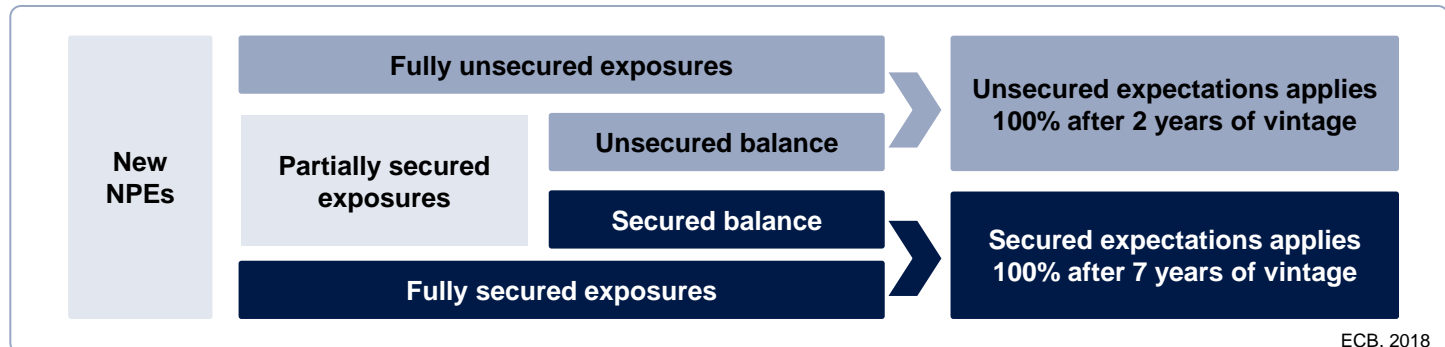 New
NPEs
Fully unsecured exposures
Partially secured
exposures
Unsecured balance
Secured balance
Fully secured exposures
Unsecured expectations applies
100% after 2 years of vintage
Secured expectations applies
100% after 7 years of vintage
ECB, 2018